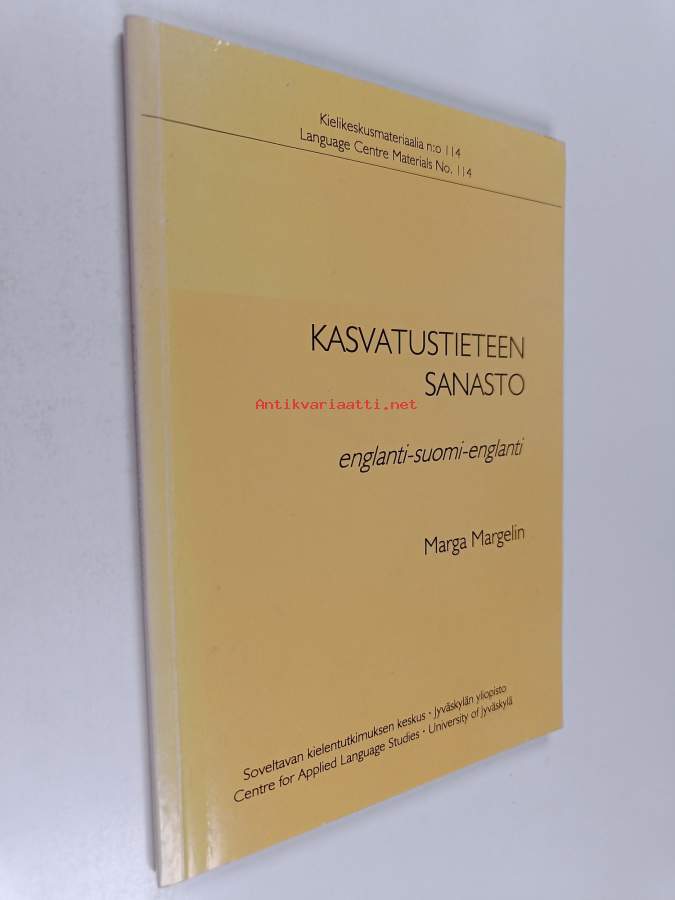 Kielikeskusmateriaalia n:o 114
Language Centre Materials No. 114
KASVATUSTIETEEN
SANASTO
Antikvariaatti.net
englanti-suomi-englanti
Marga Margelin
Soveltavan kielentutkimuksen keskus · Jyväskylän yliopisto
Centre for Applied Language Studies · University of Jyväskylä